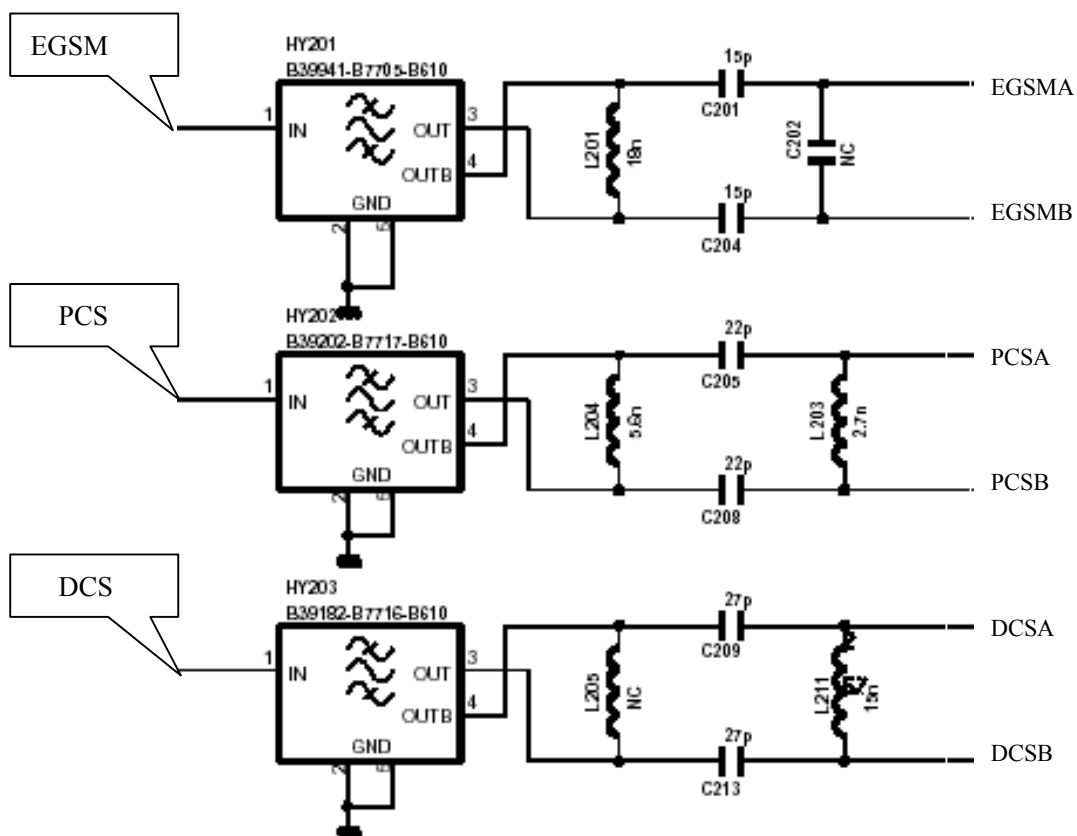 EGSM
HY201
B39941-B7705-B610
1
IN
OUT
3
OUTB
4
GND
2
5
L201
18n
15p
C201
C202
NC
15p
C204
EGSMA
EGSMB
PCS
HY202
B39202-B7717-B610
1
IN
OUT
3
OUTB
4
GND
2
5
L204
5.6n
22p
C205
L203
2.7n
22p
C208
PCSA
PCSB
DCS
HY203
B39182-B7716-B610
1
IN
OUT
3
OUTB
4
GND
2
5
L205
NC
27p
C209
L211
15n
27p
C213
DCSA
DCSB